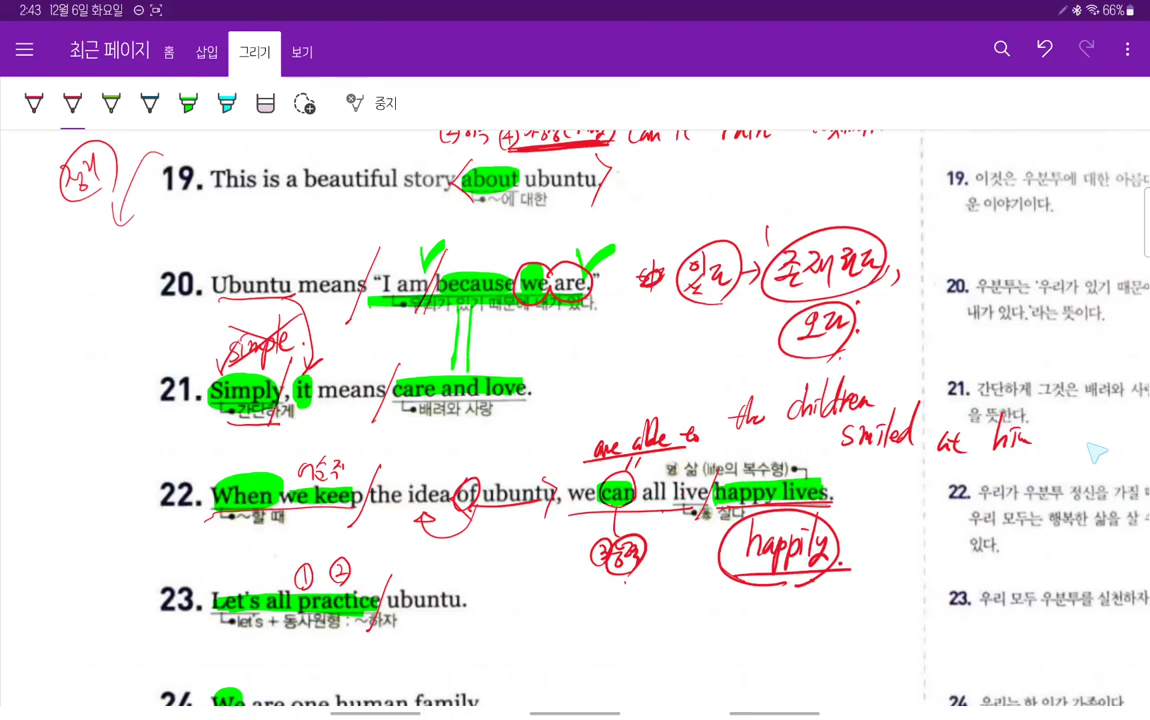 2:43 12월 6일 화요일 66%
최근 페이지 홈 삽입 그리기 보기
중지
정리
19. This is a beautiful story about ubuntu.
~에 대한
19. 이것은 우분투에 대한 아름다
운 이야기이다.
20. Ubuntu means “I am because we are.”
우리가 있기 때문에 내가 있다.
있다 → 존재한다,
오다.
20. 우분투는 ‘우리가 있기 때문에
내가 있다.’라는 뜻이다.
simple.
21. Simply, it means care and love.
간단하게
배려와 사랑
21. 간단하게 그것은 배려와 사
을 뜻한다.
the children
smiled at him
are able to
삶 (life의 복수형)
22. When we keep the idea of ubuntu, we can all live happy lives.
~할 때
살다
happily.
22. 우리가 우분투 정신을 가질 때
우리 모두는 행복한 삶을 살 수
있다.
① ②
23. Let's all practice ubuntu.
let's + 동사원형 : ~하자
23. 우리 모두 우분투를 실천하자
24. We are one human family.
24. 우리는 한 인간 가족이다.